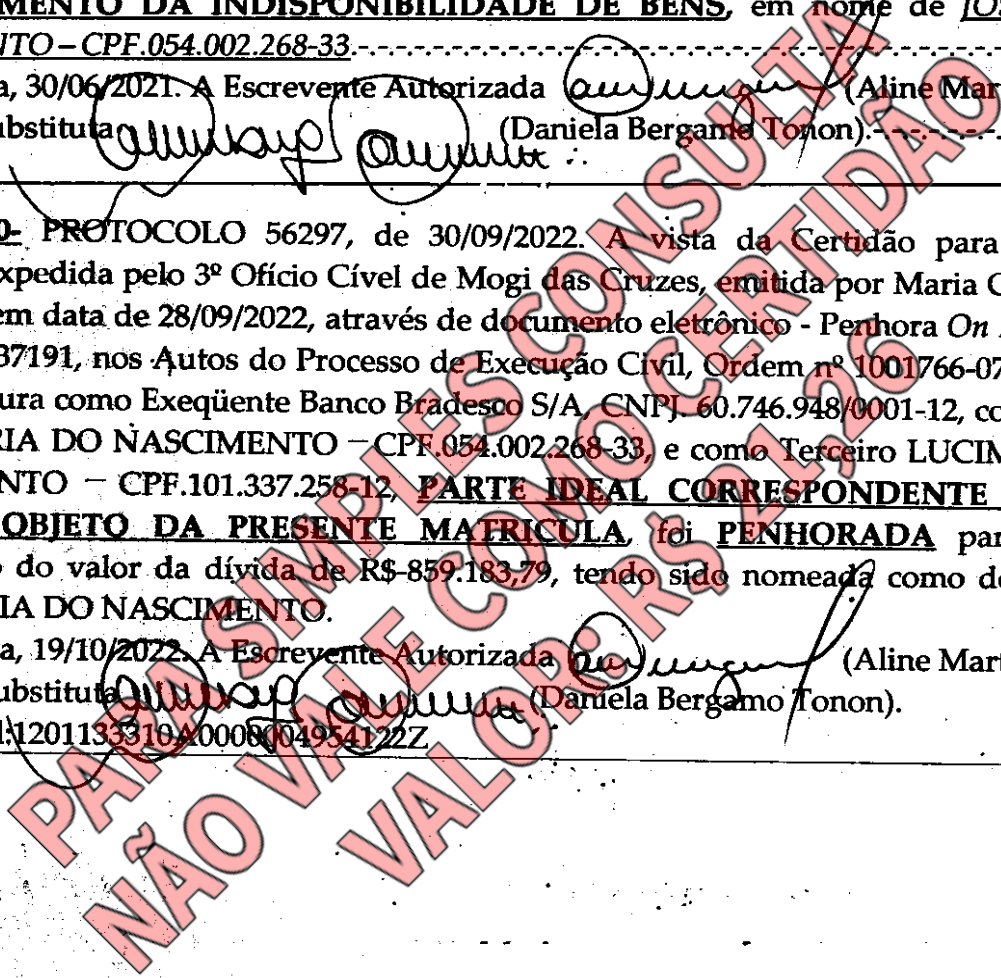 MENTO DA INDISPONIBILIDADE DE BENS, em nome de JOS
NTO – CPF.054.002.268-33.-.-.-.-.-.-.-.-.-.-.-.-.-.-.-.-.-.-.-.-.-.-.-.-.-.-.-.-.-
a, 30/06/2021. A Escrevente Autorizada (Aline Mar
ubstituta (Daniela Bergamo Tonon).-.-.-.-.-.-
0- PROTOCOLO 56297, de 30/09/2022. A vista da Certidão para
xpedida pelo 3º Ofício Cível de Mogi das Cruzes, emitida por Maria C
em data de 28/09/2022, através de documento eletrônico - Penhora On
37191, nos Autos do Processo de Execução Civil, Ordem nº 1001766-07
ura como Exeqüente Banco Bradesco S/A, CNPJ. 60.746.948/0001-12, co
RIA DO NASCIMENTO – CPF.054.002.268-33, e como Terceiro LUCIM
NTO – CPF.101.337.258-12, PARTE IDEAL CORRESPONDENTE
OBJETO DA PRESENTE MATRICULA, foi PENHORADA par
o do valor da dívida de R$-859.183,79, tendo sido nomeada como de
IA DO NASCIMENTO.
a, 19/10/2022. A Escrevente Autorizada (Aline Mart
ubstituta (Daniela Bergamo Tonon).
l:1201133310A0000004954122Z
PARA SIMPLES CONSULTA
NÃO VALE COMO CERTIDÃO
VALOR: R$ 21,26